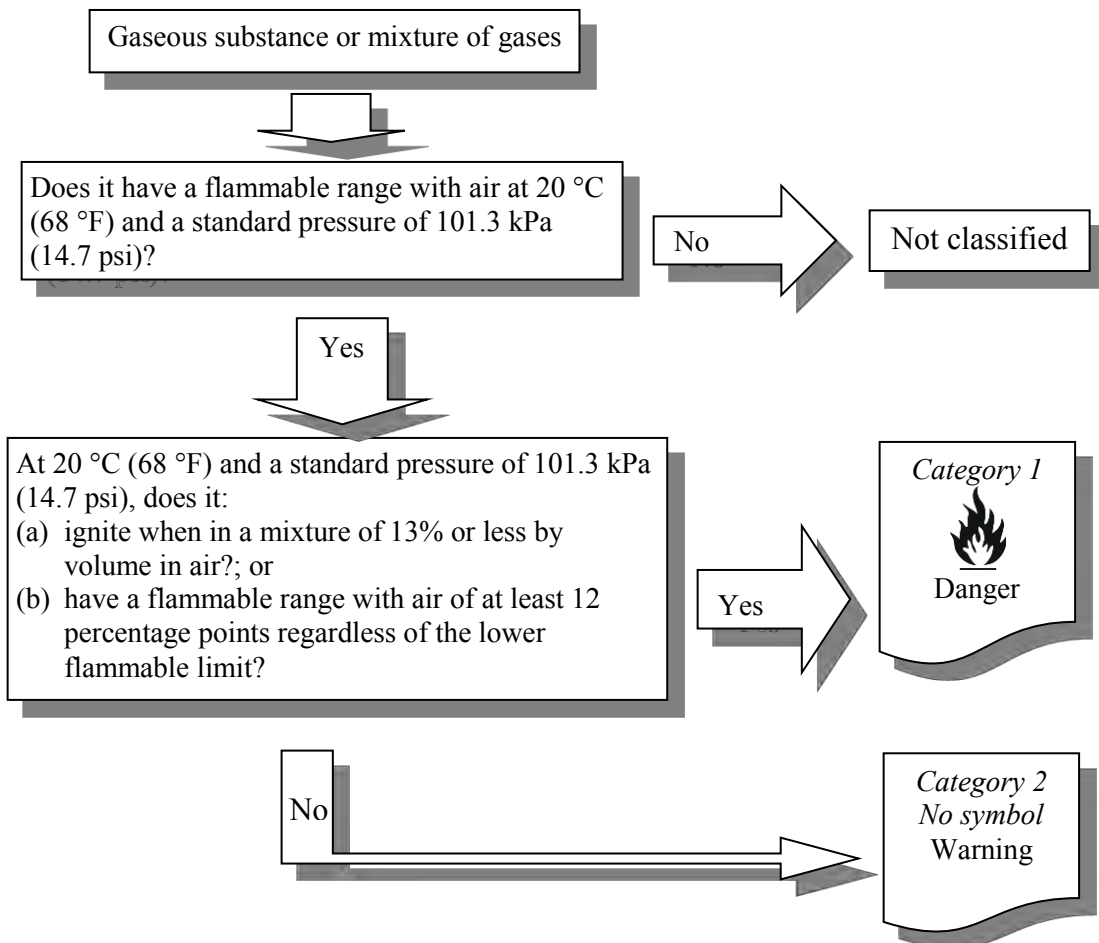 Gaseous substance or mixture of gases
Does it have a flammable range with air at 20 °C
(68 °F) and a standard pressure of 101.3 kPa
(14.7 psi)?
No
Not classified
Yes
At 20 °C (68 °F) and a standard pressure of 101.3 kPa
(14.7 psi), does it:
(a) ignite when in a mixture of 13% or less by
volume in air?; or
(b) have a flammable range with air of at least 12
percentage points regardless of the lower
flammable limit?
Yes
Category 1
Danger
No
Category 2
No symbol
Warning